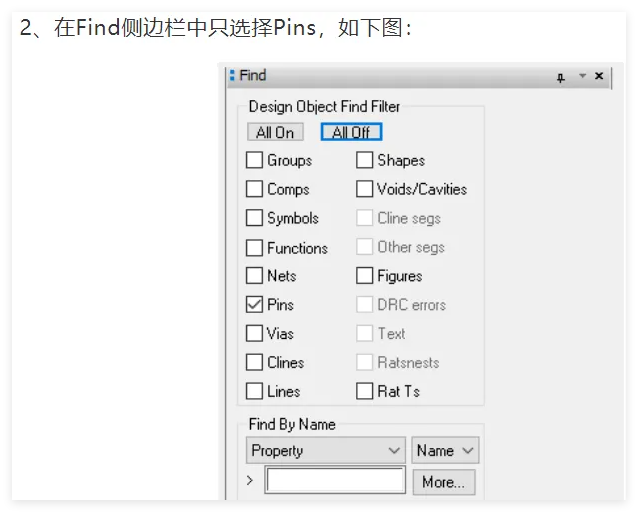 2、在Find侧边栏中只选择Pins，如下图：
Find
Design Object Find Filter
All On All Off
Groups Shapes
Comps Voids/Cavities
Symbols Cline segs
Functions Other segs
Nets Figures
Pins DRC errors
Vias Text
Clines Ratsnests
Lines Rat Ts
Find By Name
Property Name
> More...